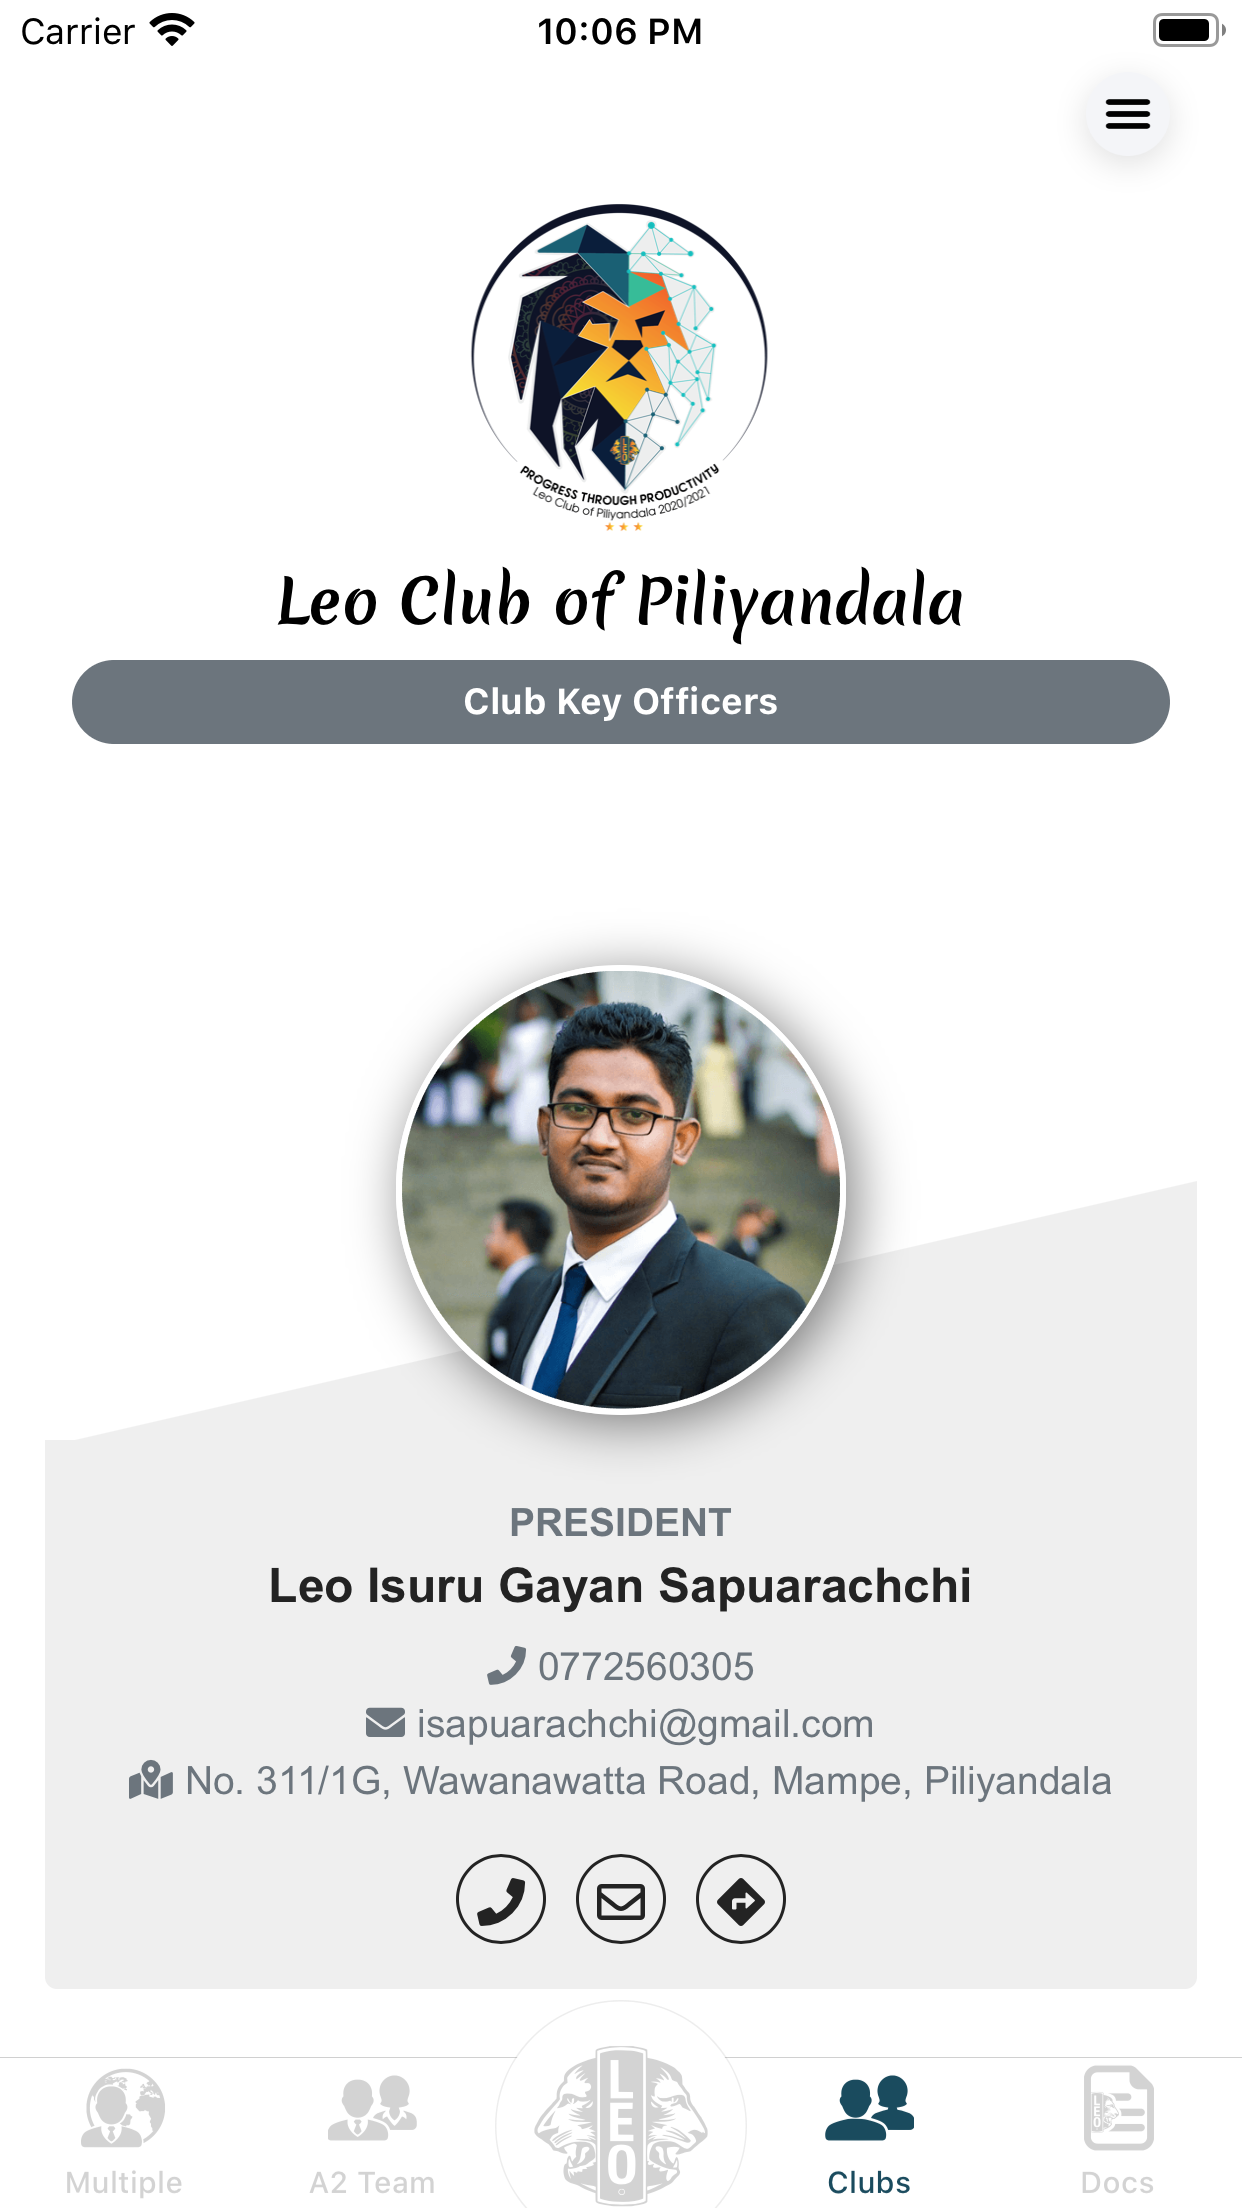 Carrier
10:06 PM
PROGRESS THROUGH PRODUCTIVITY
Leo Club of Piliyandala 2020/2021
Leo Club of Piliyandala
Club Key Officers
PRESIDENT
Leo Isuru Gayan Sapuarachchi
0772560305
isapuarachchi@gmail.com
No. 311/1G, Wawanawatta Road, Mampe, Piliyandala
LEO
Multiple
A2 Team
Clubs
Docs